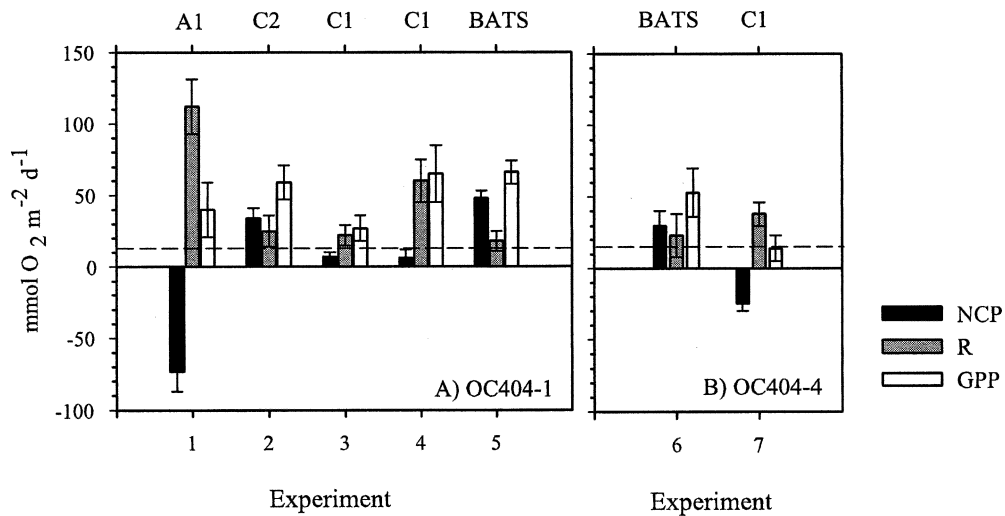 A1 C2 C1 C1 BATS BATS C1
150
100
50
0
-50
-100
mmol O 2 m-2 d-1
NCP
R
GPP
A) OC404-1
B) OC404-4
1 2 3 4 5 6 7
Experiment Experiment